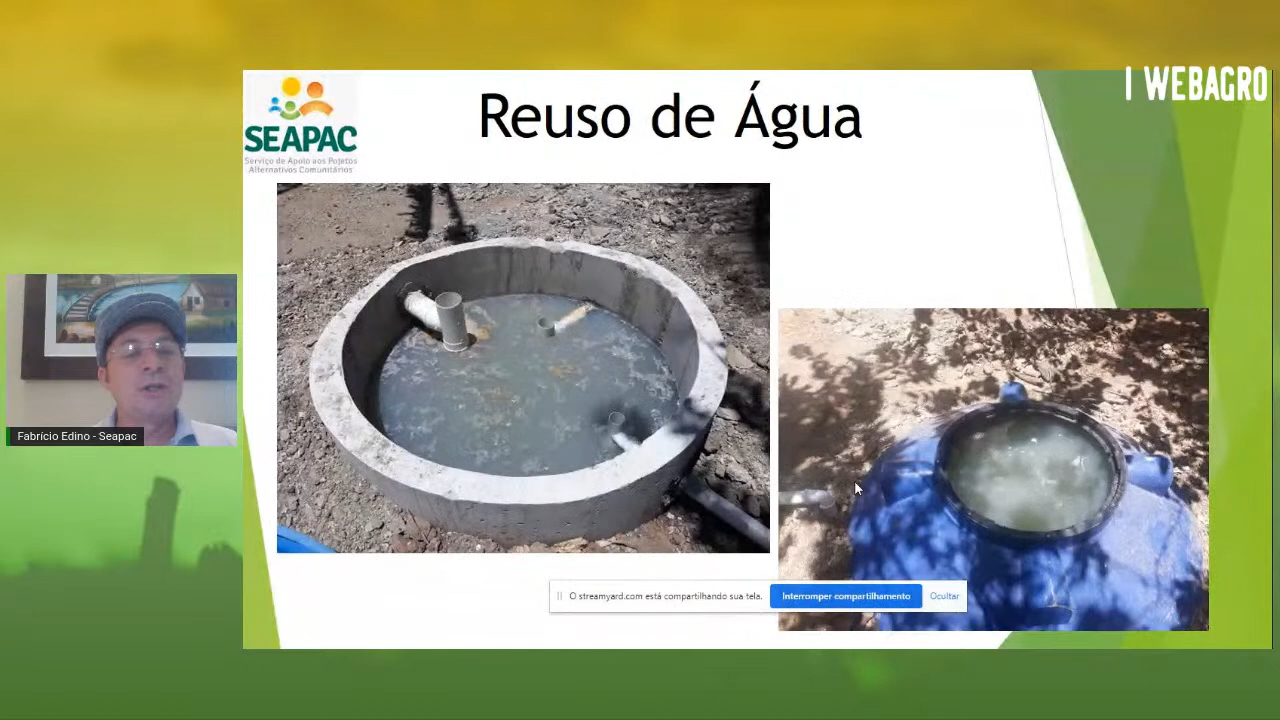 I WEBAGRO
SEAPAC
Serviço de Apoio aos Projetos
Alternativos Comunitários
Reuso de Água
Fabrício Edino - Seapac
O streamyard.com está compartilhando sua tela.
Interromper compartilhamento
Ocultar